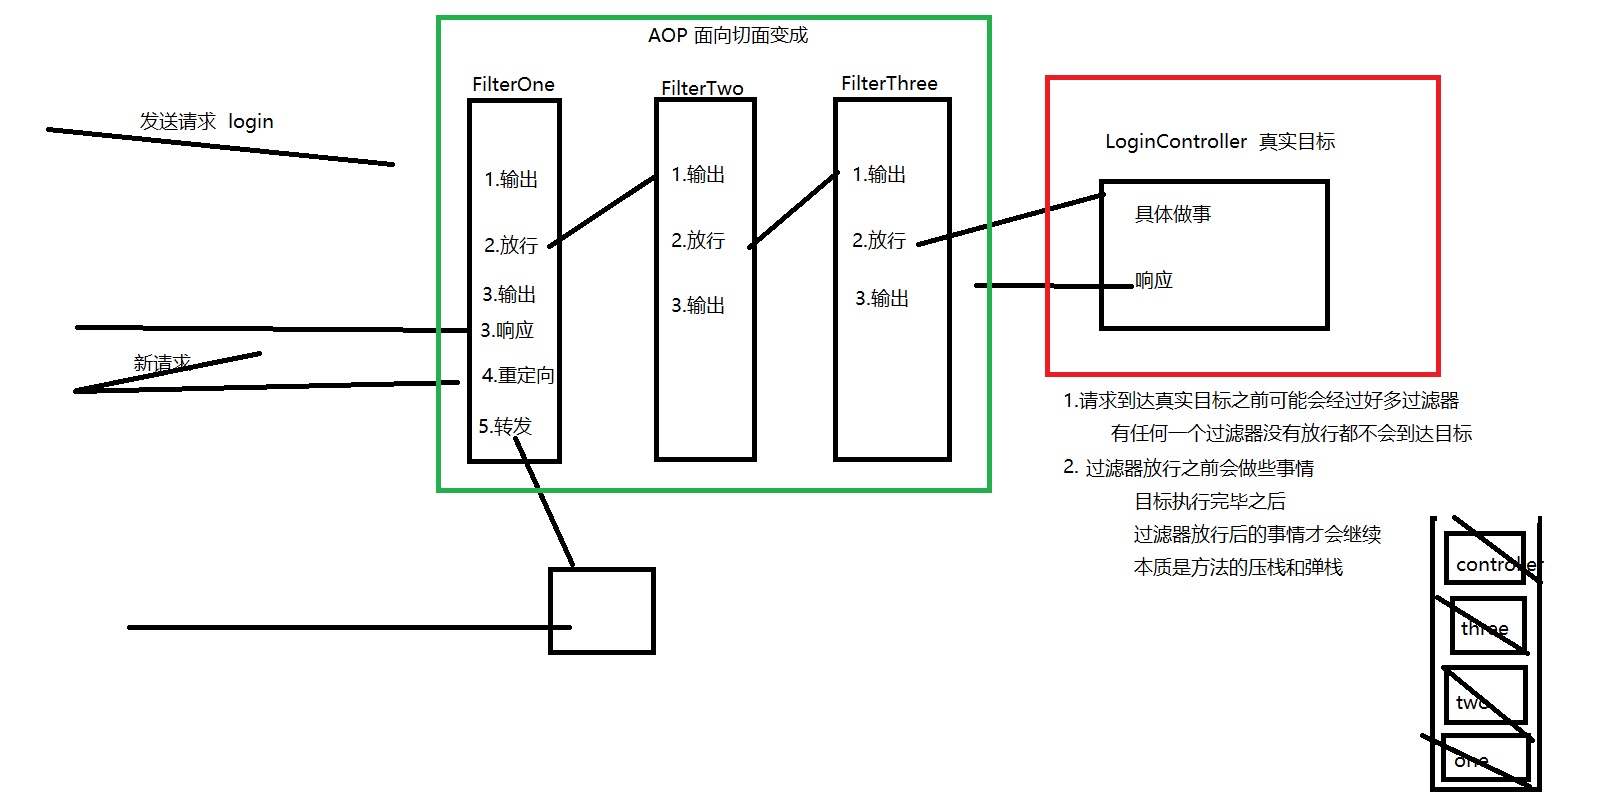 AOP 面向切面变成
发送请求 login
FilterOne
1.输出
2.放行
3.输出
3.响应
4.重定向
5.转发
新请求
FilterTwo
1.输出
2.放行
3.输出
FilterThree
1.输出
2.放行
3.输出
LoginController 真实目标
具体做事
响应
1.请求到达真实目标之前可能会经过好多过滤器
有任何一个过滤器没有放行都不会到达目标
2. 过滤器放行之前会做些事情
目标执行完毕之后
过滤器放行后的事情才会继续
本质是方法的压栈和弹栈
controller
three
two
one